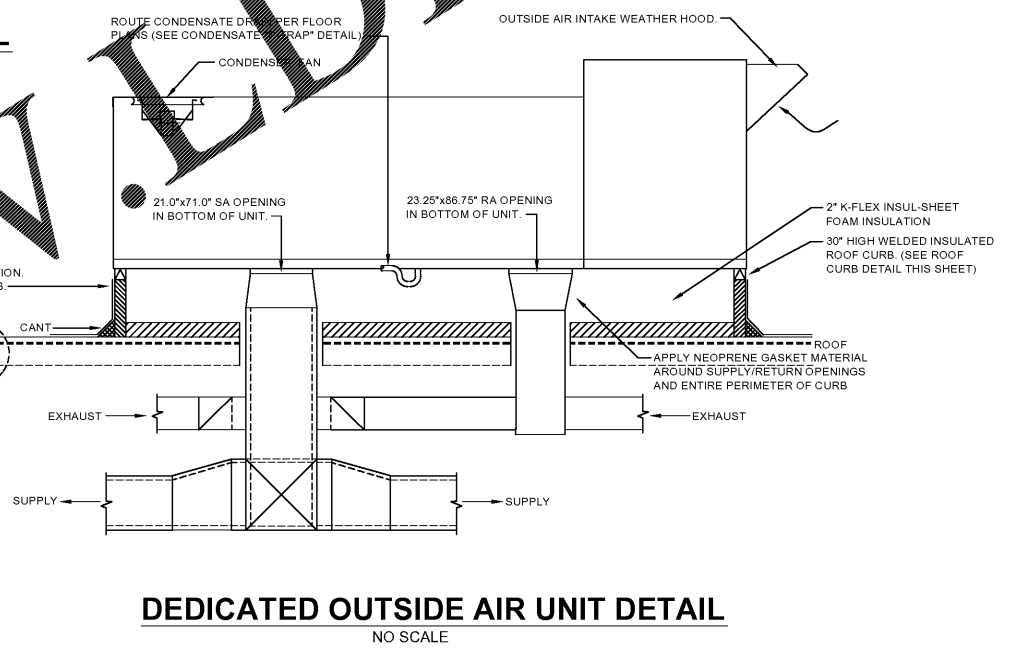 ROUTE CONDENSATE DRAIN PER FLOOR
PLANS (SEE CONDENSATE "P-TRAP" DETAIL).
CONDENSER FAN
OUTSIDE AIR INTAKE WEATHER HOOD.
21.0"x71.0" SA OPENING
IN BOTTOM OF UNIT.
23.25"x86.75" RA OPENING
IN BOTTOM OF UNIT.
2" K-FLEX INSUL-SHEET
FOAM INSULATION
30" HIGH WELDED INSULATED
ROOF CURB. (SEE ROOF
CURB DETAIL THIS SHEET)
CANT
ROOF
APPLY NEOPRENE GASKET MATERIAL
AROUND SUPPLY/RETURN OPENINGS
AND ENTIRE PERIMETER OF CURB
EXHAUST
EXHAUST
SUPPLY
SUPPLY
DEDICATED OUTSIDE AIR UNIT DETAIL
NO SCALE